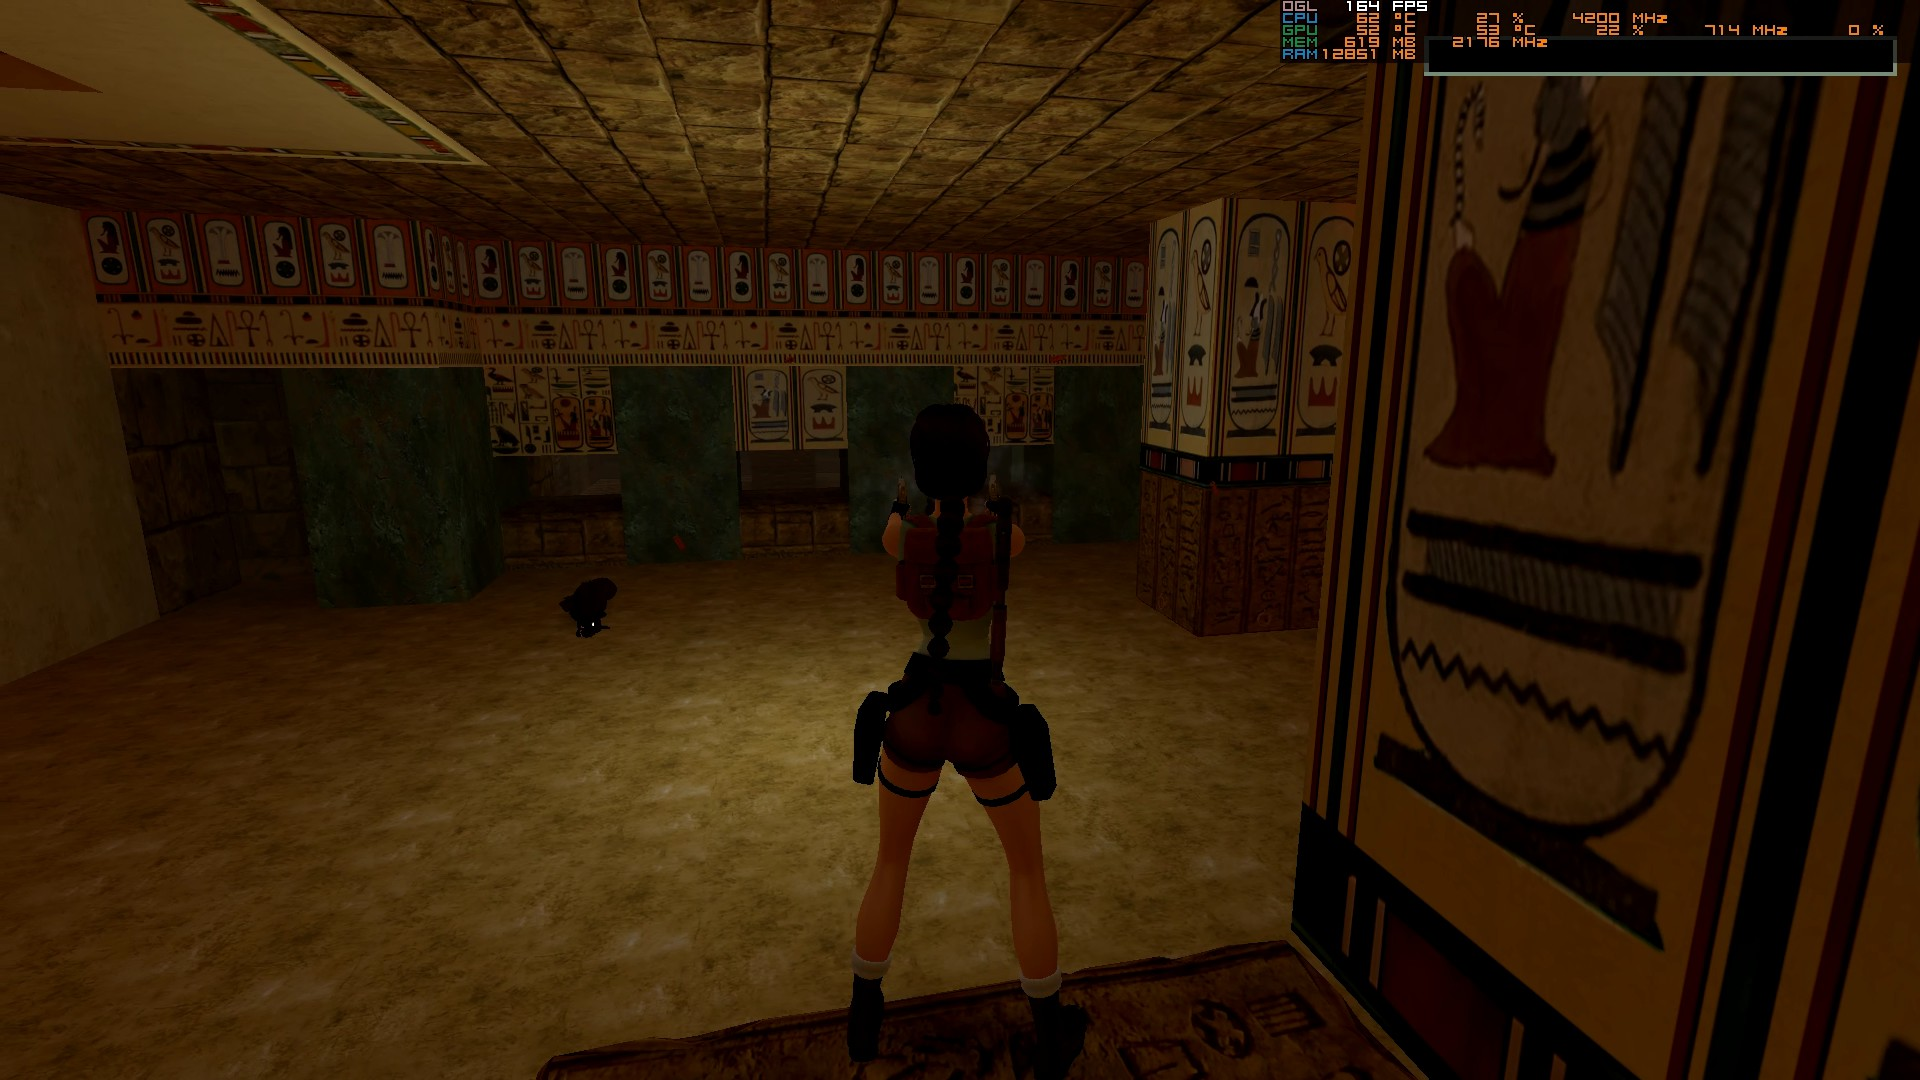 OGL 164 FPS
CPU 62 °C 27 % 4200 MHz
GPU 52 °C 53 °C 22 % 714 MHz 0 %
MEM 619 MB 2176 MHz
RAM 12851 MB